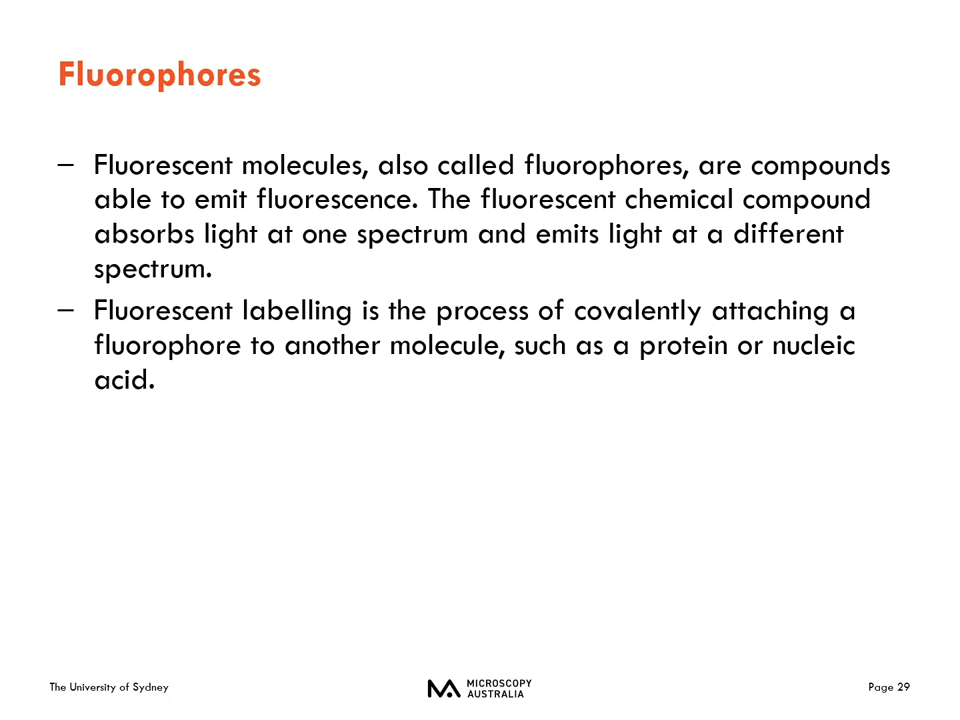 Fluorophores
– Fluorescent molecules, also called fluorophores, are compounds
able to emit fluorescence. The fluorescent chemical compound
absorbs light at one spectrum and emits light at a different
spectrum.
– Fluorescent labelling is the process of covalently attaching a
fluorophore to another molecule, such as a protein or nucleic
acid.
The University of Sydney
MICROSCOPY
AUSTRALIA
Page 29